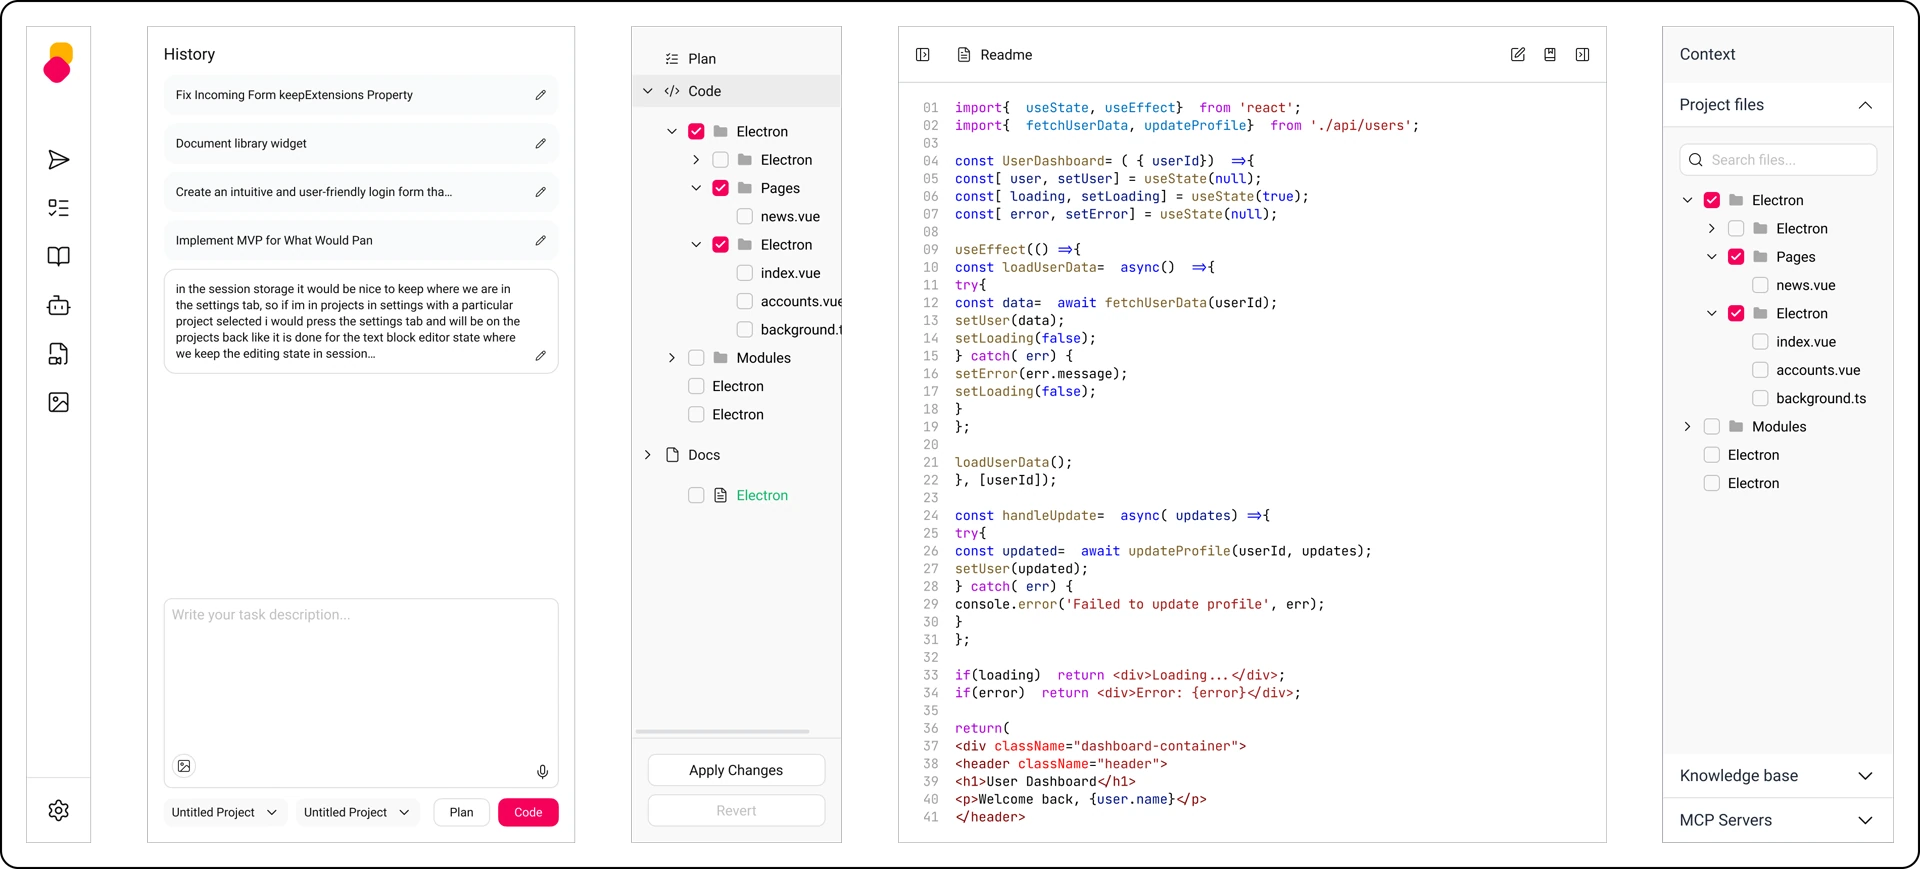 History
Fix Incoming Form keepExtensions Property
Document library widget
Create an intuitive and user-friendly login form tha...
Implement MVP for What Would Pan
in the session storage it would be nice to keep where we are in
the settings tab, so if im in projects in settings with a particular
project selected i would press the settings tab and will be on the
projects back like it is done for the text block editor state where
we keep the editing state in session...
Write your task description...
Untitled Project
Untitled Project
Plan
Code
Plan
</> Code
Electron
Electron
Pages
news.vue
Electron
index.vue
accounts.vue
background.t
Modules
Electron
Electron
Docs
Electron
Apply Changes
Revert
Readme
01 import{  useState, useEffect}  from 'react';
02 import{  fetchUserData, updateProfile}  from './api/users';
03
04 const UserDashboard= ( { userId})  =>{
05 const[ user, setUser] = useState(null);
06 const[ loading, setLoading] = useState(true);
07 const[ error, setError] = useState(null);
08
09 useEffect(() =>{
10 const loadUserData=  async()  =>{
11 try{
12 const data=  await fetchUserData(userId);
13 setUser(data);
14 setLoading(false);
15 } catch( err) {
16 setError(err.message);
17 setLoading(false);
18 }
19 };
20
21 loadUserData();
22 }, [userId]);
23
24 const handleUpdate=  async( updates) =>{
25 try{
26 const updated=  await updateProfile(userId, updates);
27 setUser(updated);
28 } catch( err) {
29 console.error('Failed to update profile', err);
30 }
31 };
32
33 if(loading)  return <div>Loading...</div>;
34 if(error)  return <div>Error: {error}</div>;
35
36 return(
37 <div className="dashboard-container">
38 <header className="header">
39 <h1>User Dashboard</h1>
40 <p>Welcome back, {user.name}</p>
41 </header>
Context
Project files
Search files...
Electron
Electron
Pages
news.vue
Electron
index.vue
accounts.vue
background.ts
Modules
Electron
Electron
Knowledge base
MCP Servers